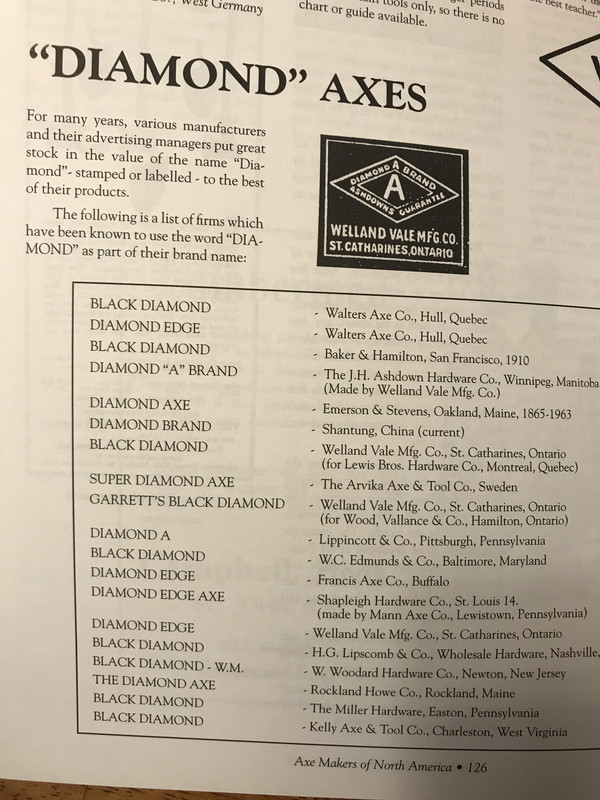 West Germany
tools only, so there is no
chart or guide available.
periods
best teacher."
"DIAMOND" AXES
For many years, various manufacturers
and their advertising managers put great
stock in the value of the name "Dia-
mond"- stamped or labelled - to the best
of their products.
The following is a list of firms which
have been known to use the word "DIA-
MOND" as part of their brand name:
DIAMOND A BRAND
A
ASHDOWNS GUARANTEE
WELLAND VALE MFG. CO.
ST. CATHARINES, ONTARIO
BLACK DIAMOND - Walters Axe Co., Hull, Quebec
DIAMOND EDGE - Walters Axe Co., Hull, Quebec
BLACK DIAMOND - Baker & Hamilton, San Francisco, 1910
DIAMOND "A" BRAND - The J.H. Ashdown Hardware Co., Winnipeg, Manitoba
(Made by Welland Vale Mfg. Co.)
DIAMOND AXE - Emerson & Stevens, Oakland, Maine, 1865-1963
DIAMOND BRAND - Shantung, China (current)
BLACK DIAMOND - Welland Vale Mfg. Co., St. Catharines, Ontario
(for Lewis Bros. Hardware Co., Montreal, Quebec)
SUPER DIAMOND AXE - The Arvika Axe & Tool Co., Sweden
GARRETT'S BLACK DIAMOND - Welland Vale Mfg. Co., St. Catharines, Ontario
(for Wood, Vallance & Co., Hamilton, Ontario)
DIAMOND A - Lippincott & Co., Pittsburgh, Pennsylvania
BLACK DIAMOND - W.C. Edmunds & Co., Baltimore, Maryland
DIAMOND EDGE - Francis Axe Co., Buffalo
DIAMOND EDGE AXE - Shapleigh Hardware Co., St. Louis 14.
(made by Mann Axe Co., Lewistown, Pennsylvania)
DIAMOND EDGE - Welland Vale Mfg. Co., St. Catharines, Ontario
BLACK DIAMOND - H.G. Lipscomb & Co., Wholesale Hardware, Nashville,
BLACK DIAMOND - W.M. - W. Woodard Hardware Co., Newton, New Jersey
THE DIAMOND AXE - Rockland Howe Co., Rockland, Maine
BLACK DIAMOND - The Miller Hardware, Easton, Pennsylvania
BLACK DIAMOND - Kelly Axe & Tool Co., Charleston, West Virginia
Axe Makers of North America • 126